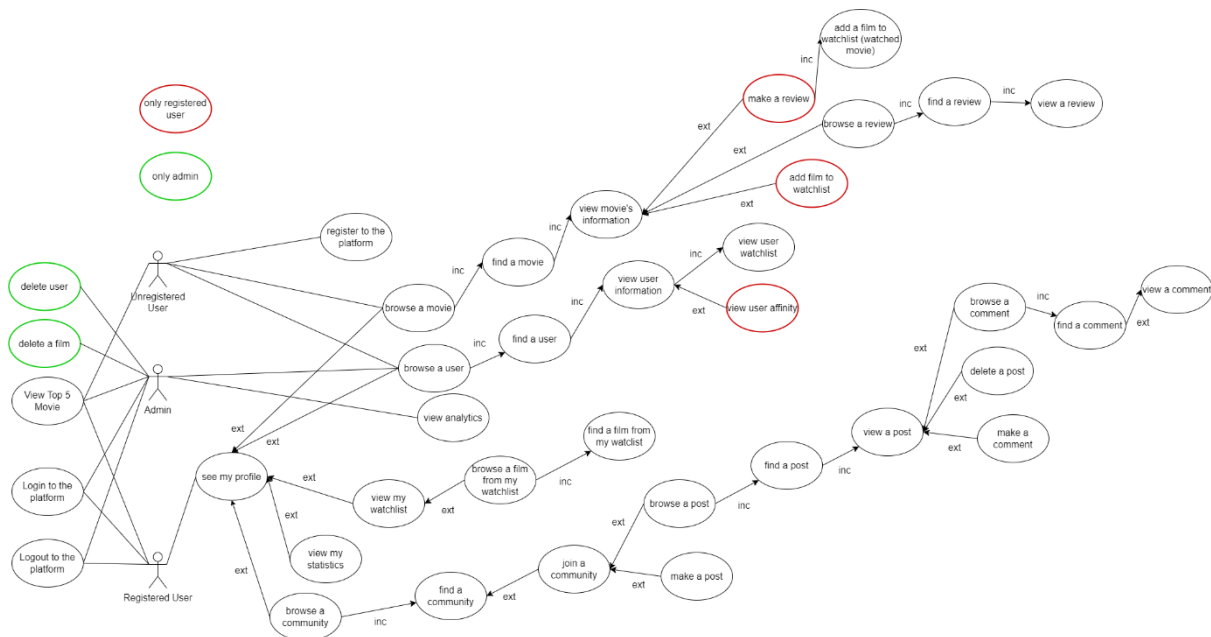 add a film to
watchlist (watched
movie)
inc
only registered
user
make a review
inc
find a review
inc
view a review
browse a review
ext
ext
only admin
add film to
watchlist
ext
view movie's
information
register to the
platform
inc
view user
watchlist
find a movie
inc
delete user
Unregistered
User
inc
view user
information
view a comment
browse a movie
inc
ext
view user affinity
browse a
comment
inc
find a comment
ext
delete a film
find a user
inc
browse a user
ext
delete a post
ext
View Top 5
Movie
Admin
view analytics
find a film from
my watclist
view a post
make a
comment
ext
ext
ext
see my profile
browse a film
from my
watchlist
inc
find a post
inc
Login to the
platform
ext
view my
watchlist
ext
browse a post
inc
ext
view my
statistics
ext
Logout to the
platform
join a
community
make a post
ext
ext
find a
community
ext
Registered User
browse a
community
inc